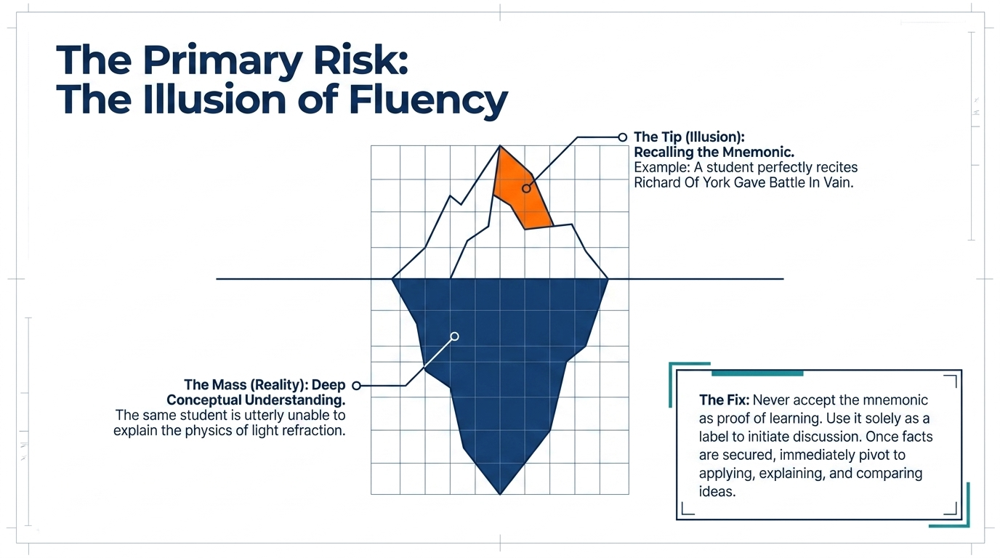 The Primary Risk:
The Illusion of Fluency
The Tip (Illusion):
Recalling the Mnemonic.
Example: A student perfectly recites
Richard Of York Gave Battle In Vain.
The Mass (Reality): Deep
Conceptual Understanding.
The same student is utterly unable to
explain the physics of light refraction.
The Fix: Never accept the mnemonic
as proof of learning. Use it solely as a
label to initiate discussion. Once facts
are secured, immediately pivot to
applying, explaining, and comparing
ideas.